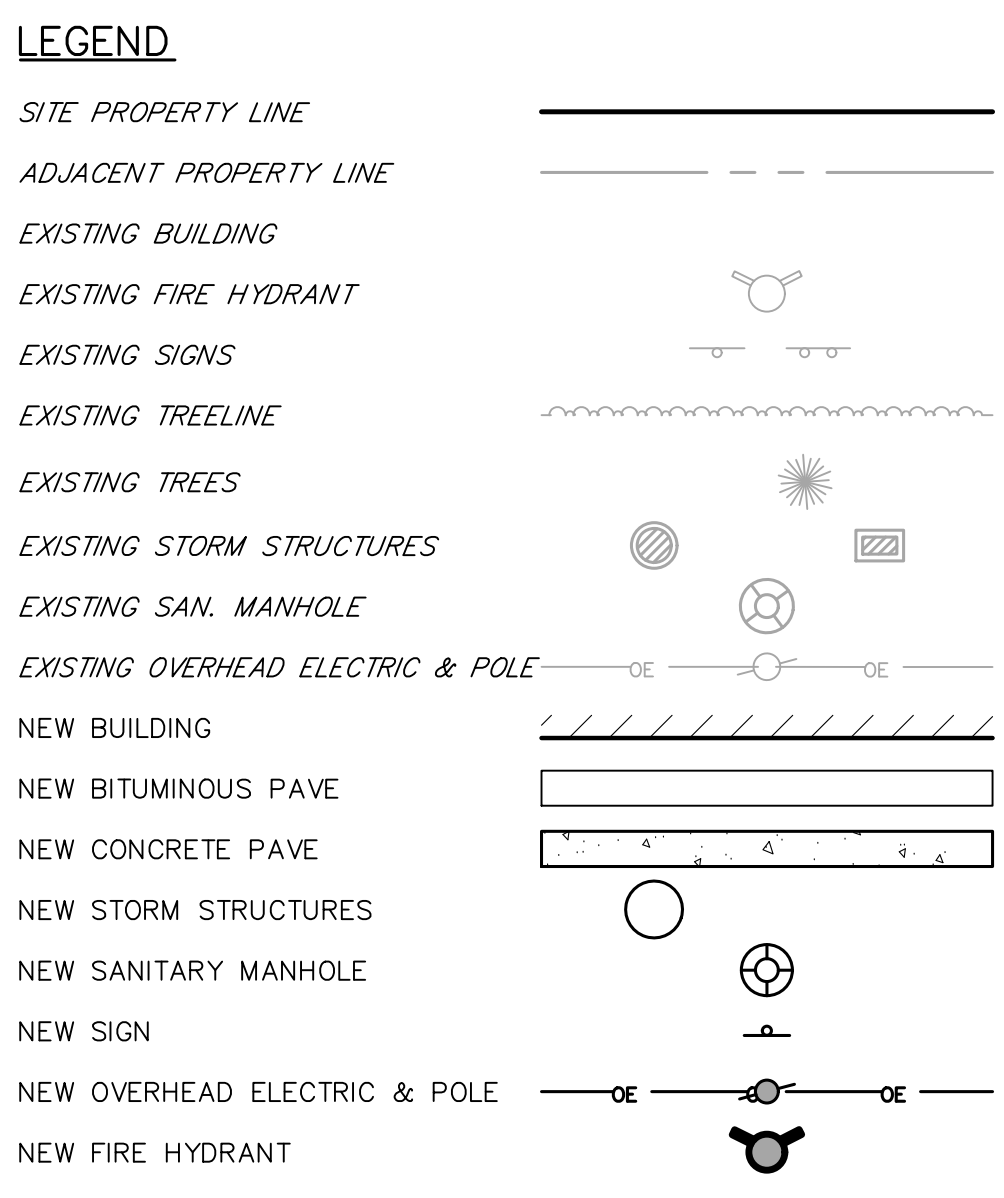 LEGEND
SITE PROPERTY LINE
ADJACENT PROPERTY LINE
EXISTING BUILDING
EXISTING FIRE HYDRANT
EXISTING SIGNS
EXISTING TREELINE
EXISTING TREES
EXISTING STORM STRUCTURES
EXISTING SAN. MANHOLE
EXISTING OVERHEAD ELECTRIC & POLE OE OE
NEW BUILDING
NEW BITUMINOUS PAVE
NEW CONCRETE PAVE
NEW STORM STRUCTURES
NEW SANITARY MANHOLE
NEW SIGN
NEW OVERHEAD ELECTRIC & POLE OE OE
NEW FIRE HYDRANT